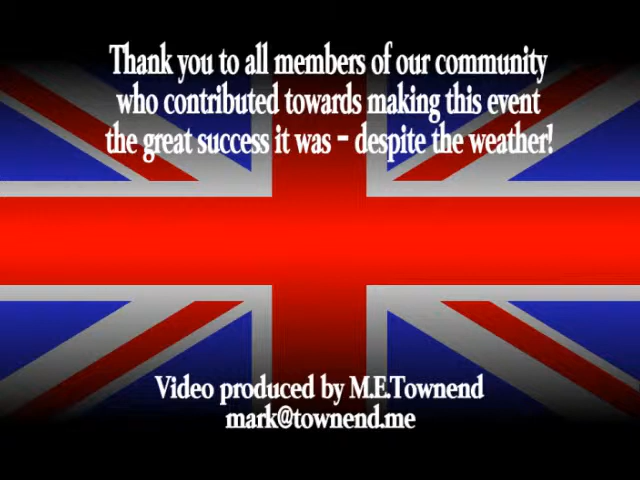 Thank you to all members of our community
who contributed towards making this event
the great success it was - despite the weather!
Video produced by M.E.Townend
mark@townend.me